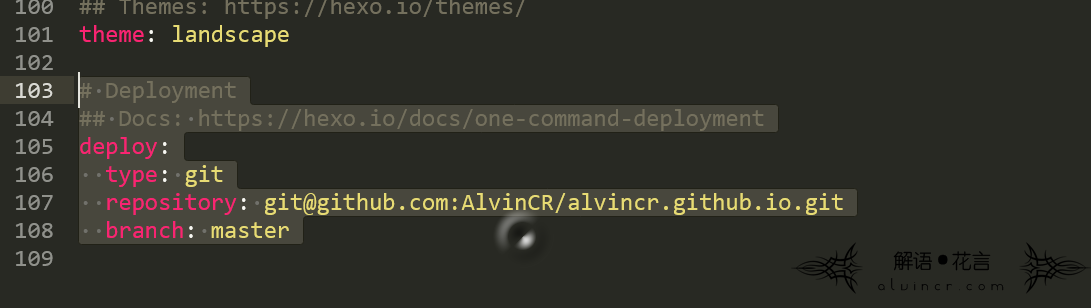 100 ## Themes: https://hexo.io/themes/
101 theme: landscape
102
103 # Deployment
104 ## Docs: https://hexo.io/docs/one-command-deployment
105 deploy:
106   type: git
107   repository: git@github.com:AlvinCR/alvincr.github.io.git
108   branch: master
109
解语●花言
alvincr.com